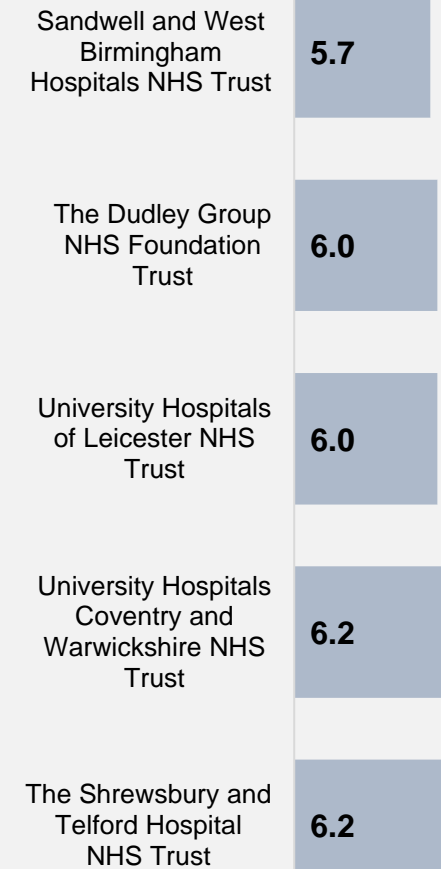 Sandwell and West
Birmingham
Hospitals NHS Trust
5.7
The Dudley Group
NHS Foundation
Trust
6.0
University Hospitals
of Leicester NHS
Trust
6.0
University Hospitals
Coventry and
Warwickshire NHS
Trust
6.2
The Shrewsbury and
Telford Hospital
NHS Trust
6.2